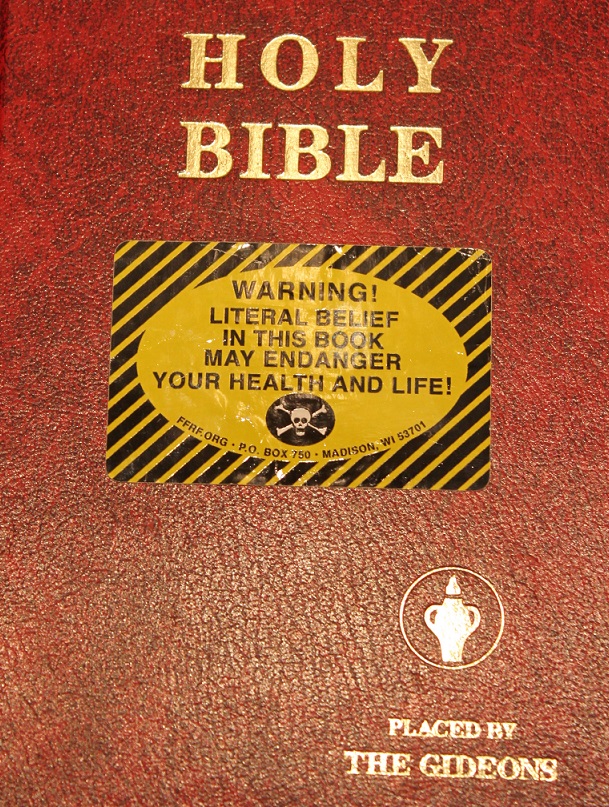 HOLY
BIBLE
WARNING!
LITERAL BELIEF
IN THIS BOOK
MAY ENDANGER
YOUR HEALTH AND LIFE!
FFRF.ORG • P.O. BOX 750 • MADISON, WI 53701
PLACED BY
THE GIDEONS